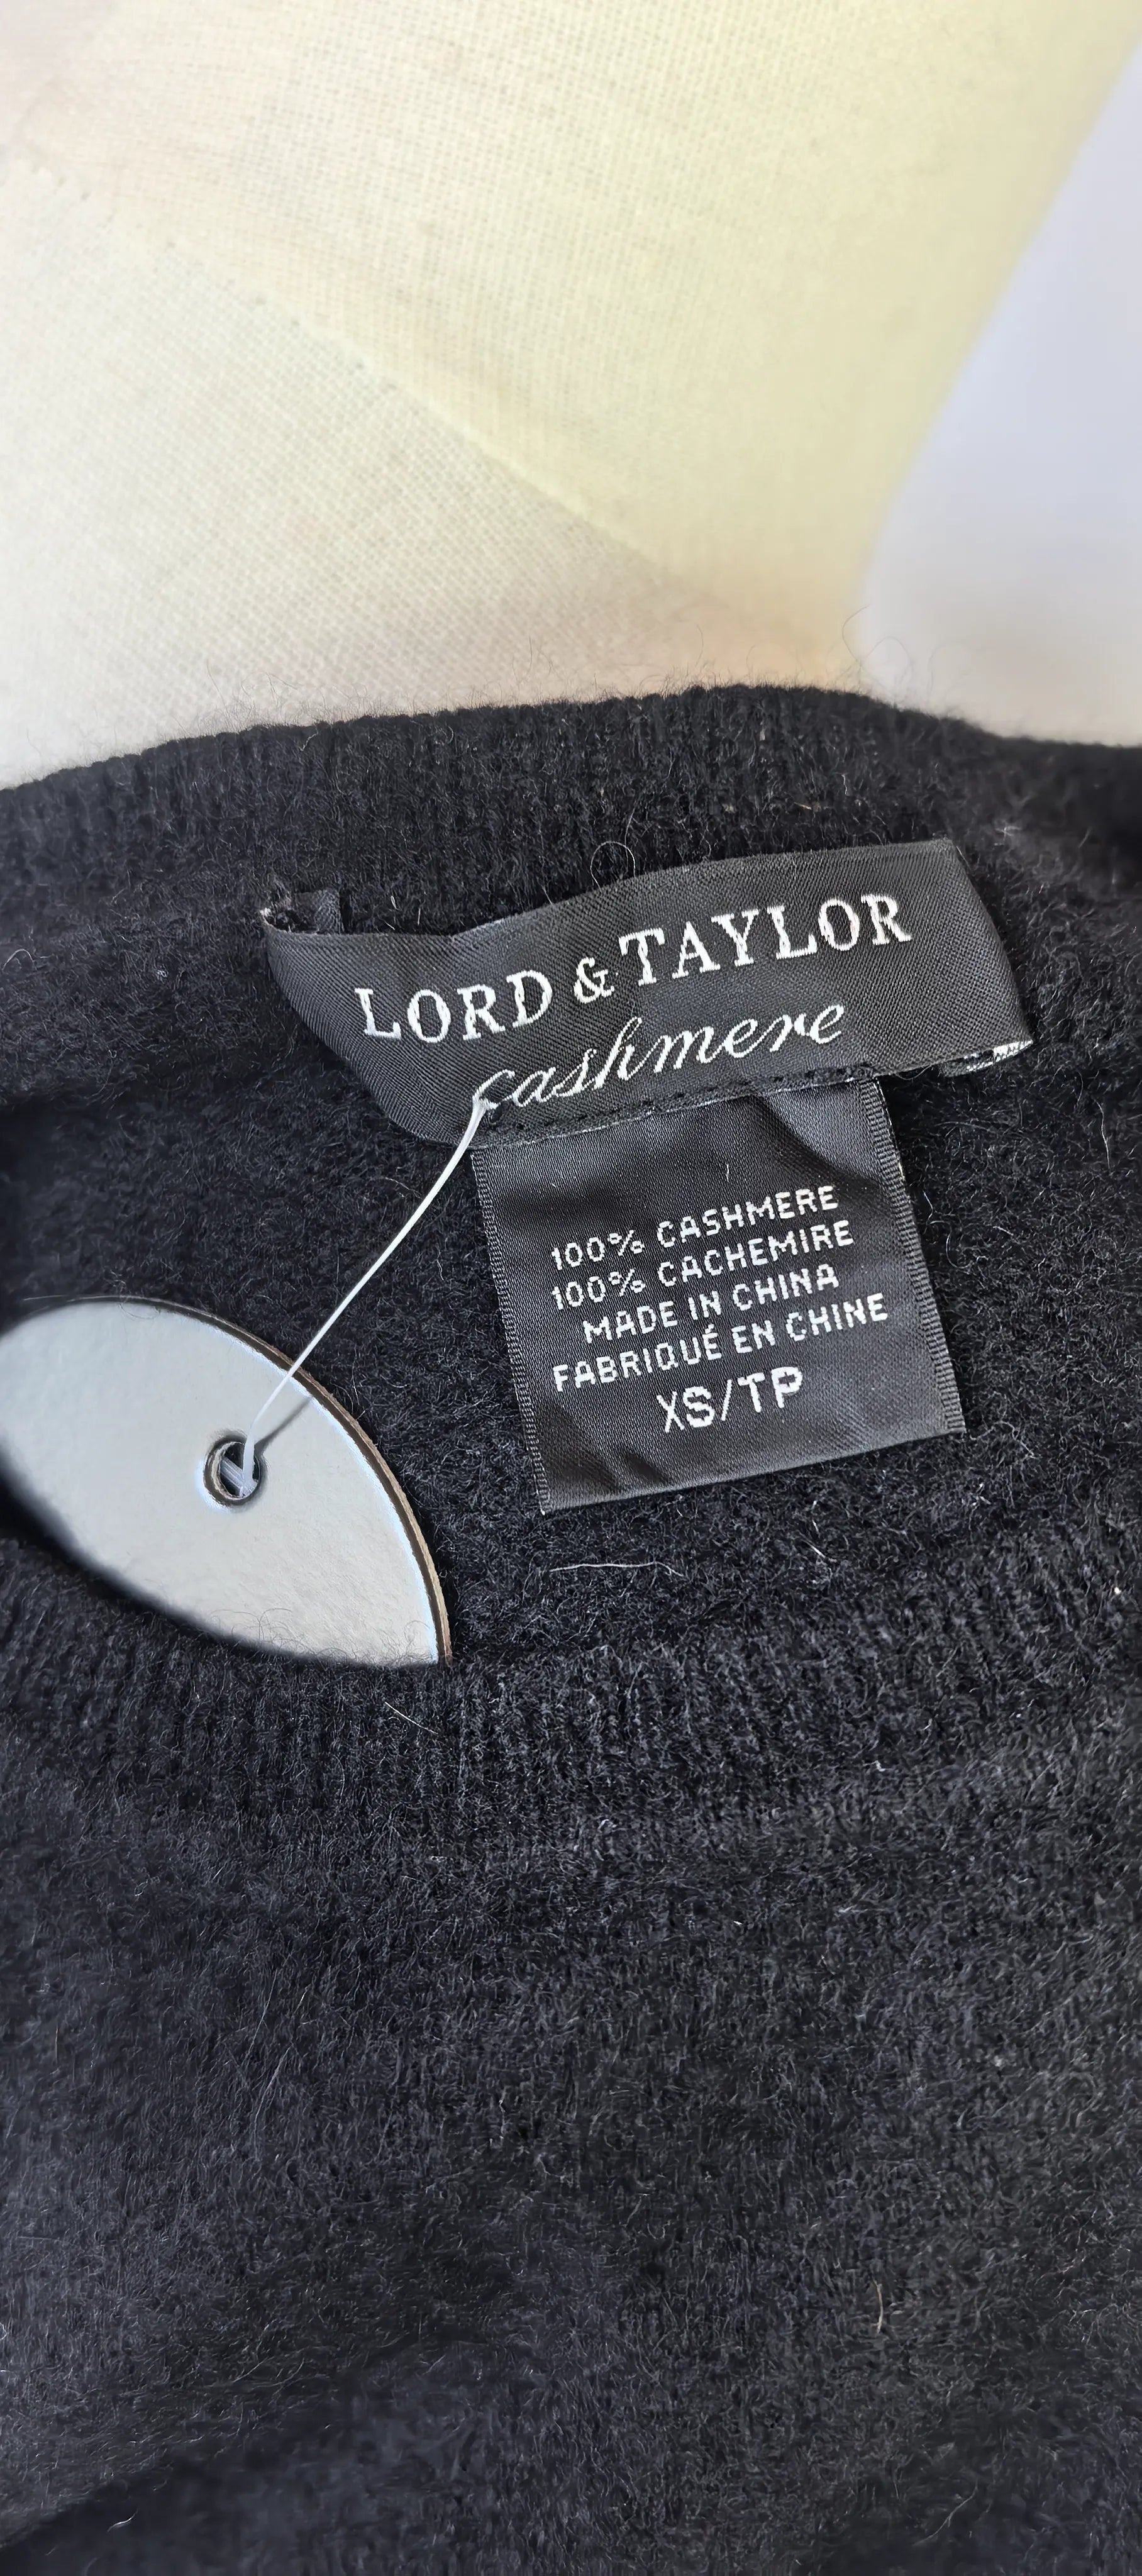 LORD & TAYLOR
cashmere
100% CASHMERE
100% CACHEMIRE
MADE IN CHINA
FABRIQUÉ EN CHINE
XS/TP